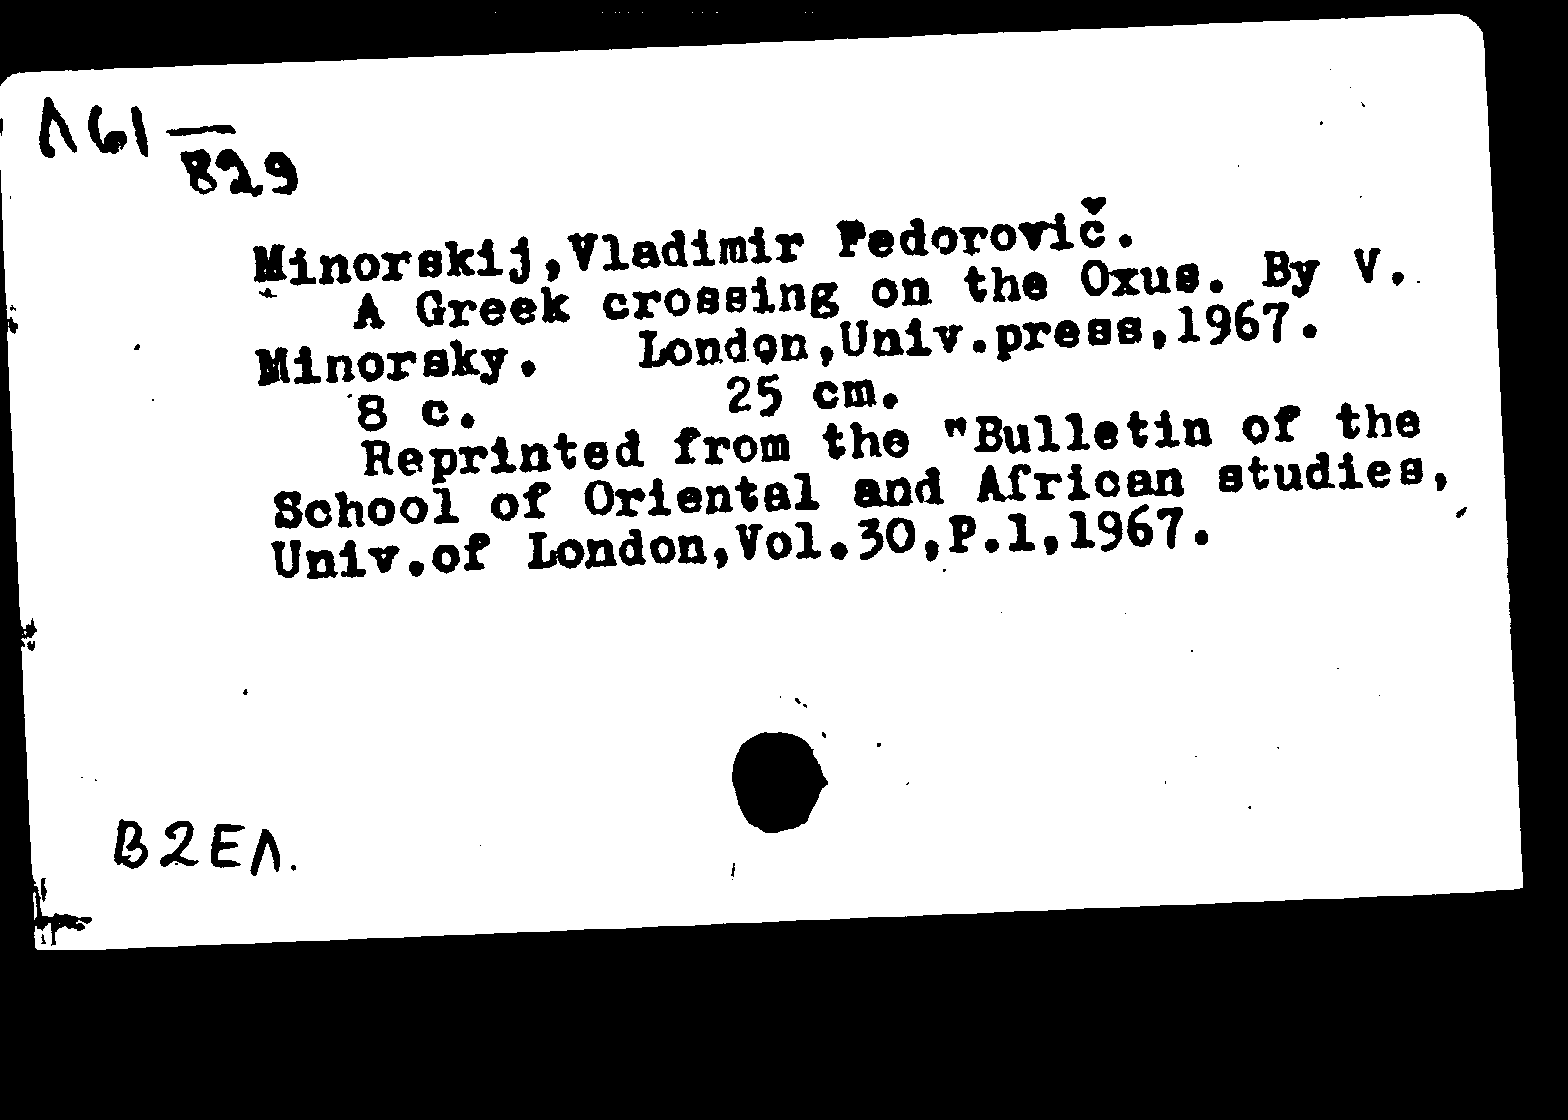 Л61—
829
Minorskij,Vladimir Fedorovič.
A Greek crossing on the Oxus. By V.
Minorsky. London,Univ.press,1967.
8 c. 25 cm.
Reprinted from the "Bulletin of the
School of Oriental and African studies,
Univ.of London,Vol.30,P.1,1967.
В2ЕЛ.